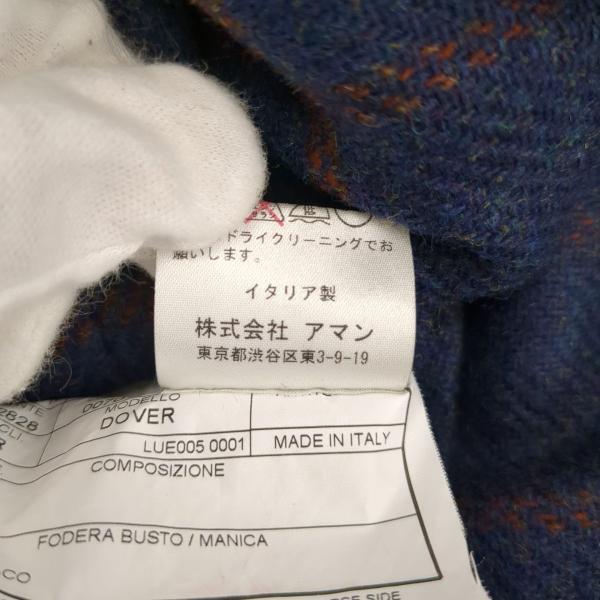 ドライクリーニングでお
願いします。
イタリア製
株式会社 アマン
東京都渋谷区東3-9-19
MODELLO
2828 DOVER
LUE005 0001 MADE IN ITALY
COMPOSIZIONE
FODERA BUSTO / MANICA